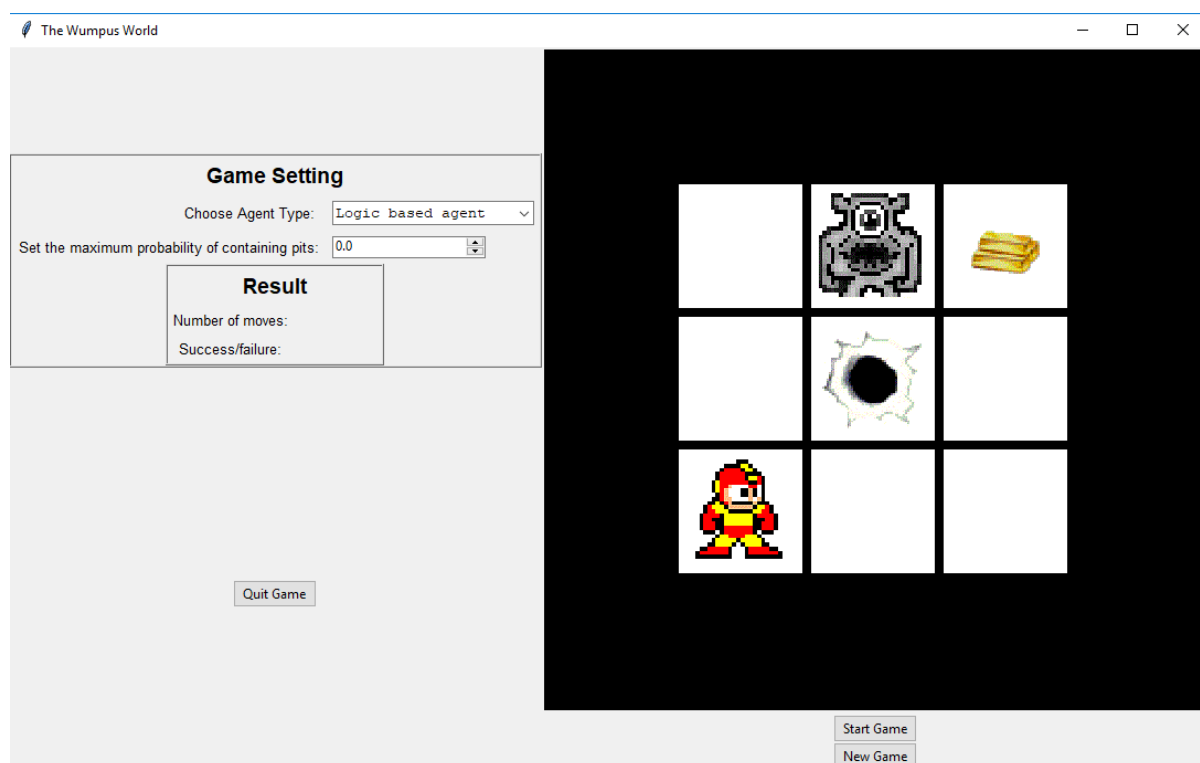 The Wumpus World
Game Setting
Choose Agent Type: Logic based agent
Set the maximum probability of containing pits: 0.0
Result
Number of moves:
Success/failure:
Quit Game
Start Game
New Game